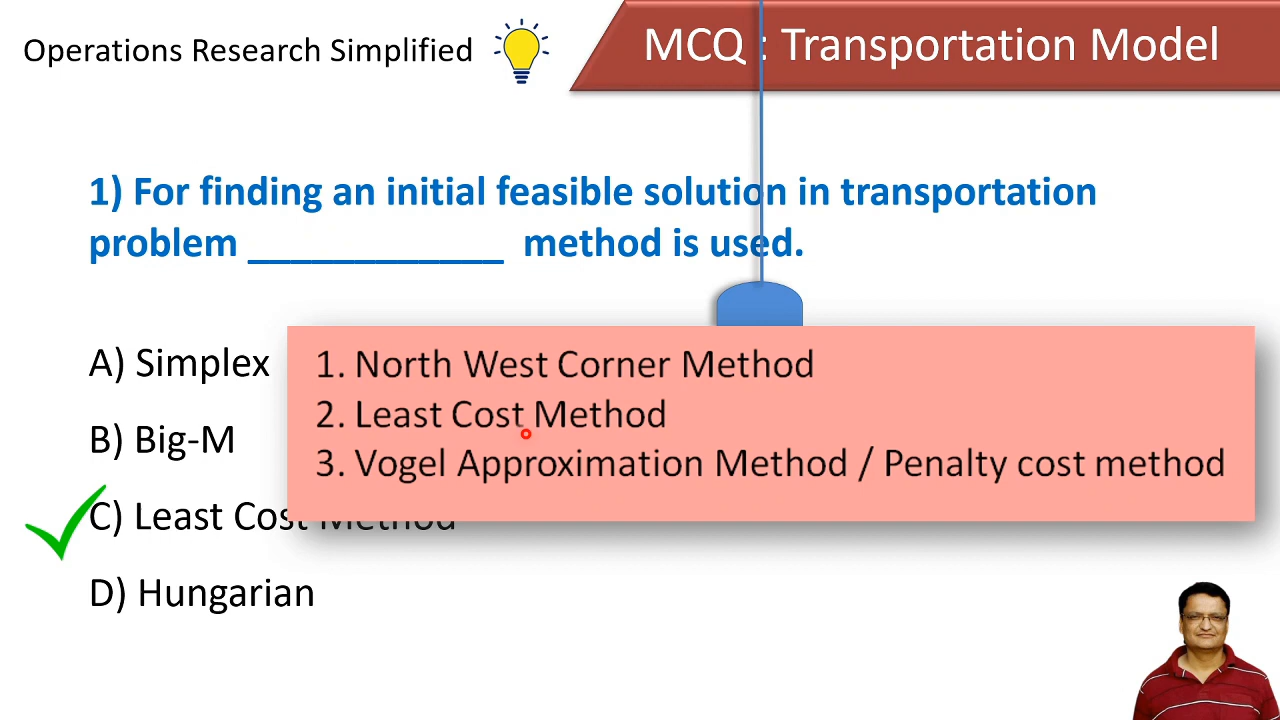 Operations Research Simplified
MCQ : Transportation Model
1) For finding an initial feasible solution in transportation
problem ____________ method is used.
A) Simplex
B) Big-M
C) Least Cost Method
D) Hungarian
1. North West Corner Method
2. Least Cost Method
3. Vogel Approximation Method / Penalty cost method